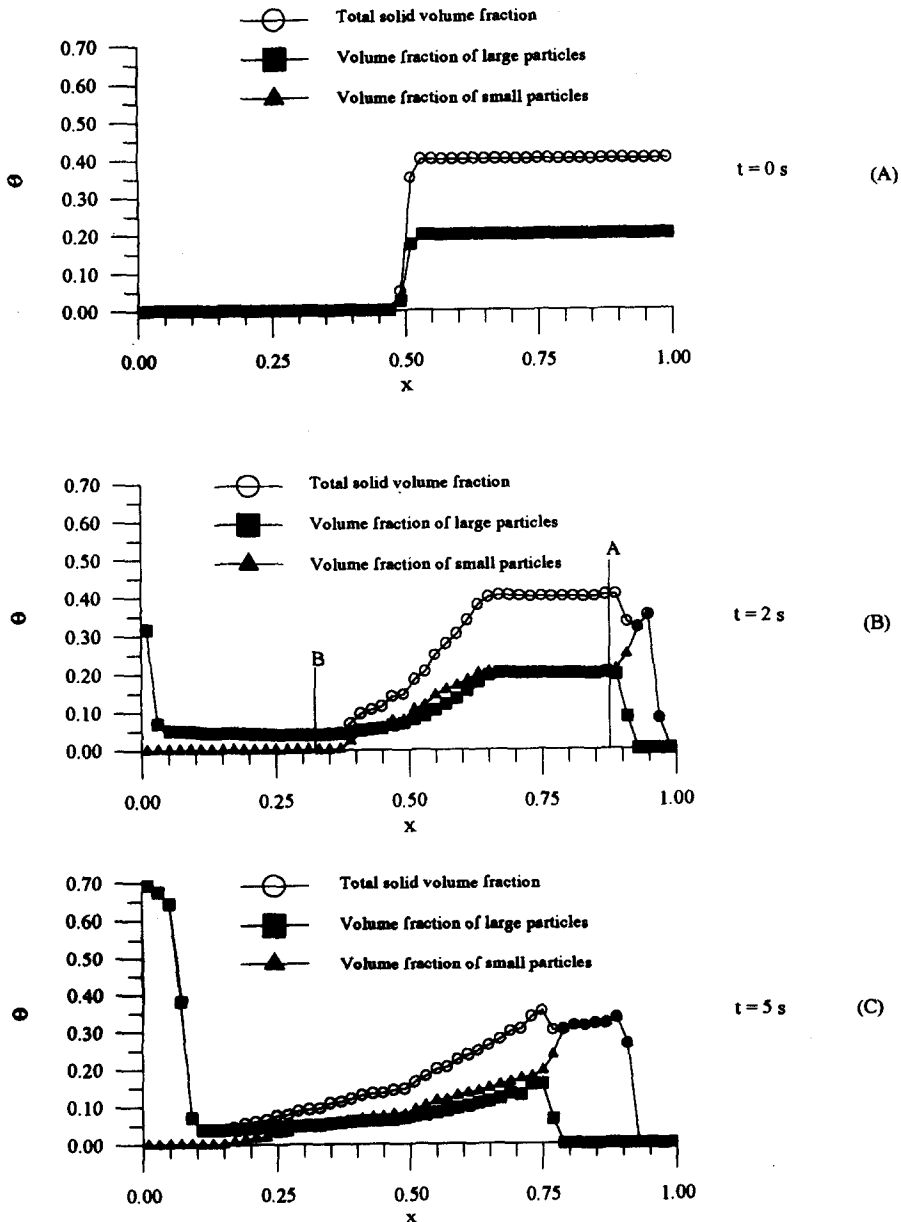 Total solid volume fraction
Volume fraction of large particles
Volume fraction of small particles
0.70
0.60
0.50
0.40
0.30
0.20
0.10
0.00
Θ
0.00 0.25 0.50 0.75 1.00
x
t = 0 s
(A)
Total solid volume fraction
Volume fraction of large particles
Volume fraction of small particles
0.70
0.60
0.50
0.40
0.30
0.20
0.10
0.00
Θ
A
B
0.00 0.25 0.50 0.75 1.00
x
t = 2 s
(B)
Total solid volume fraction
Volume fraction of large particles
Volume fraction of small particles
0.70
0.60
0.50
0.40
0.30
0.20
0.10
0.00
Θ
0.00 0.25 0.50 0.75 1.00
x
t = 5 s
(C)